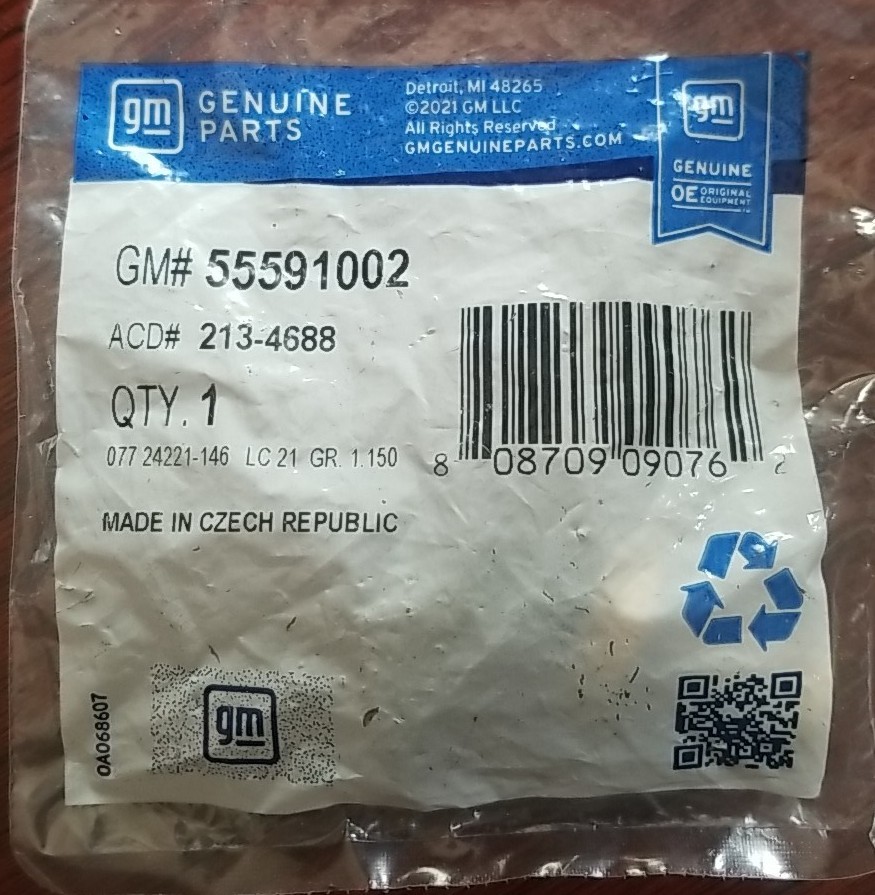 gm GENUINE PARTS
Detroit, MI 48265
©2021 GM LLC
All Rights Reserved
GMGENUINEPARTS.COM
gm
GENUINE
OE ORIGINAL EQUIPMENT
GM# 55591002
ACD# 213-4688
QTY. 1
077 24221-146 LC 21 GR. 1.150
8 08709 09076 2
MADE IN CZECH REPUBLIC
0A068607
gm